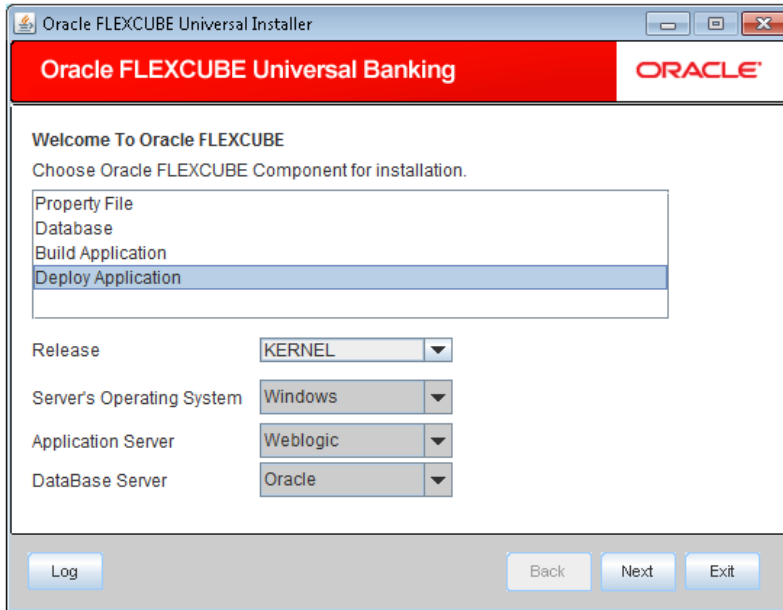 Oracle FLEXCUBE Universal Installer
Oracle FLEXCUBE Universal Banking
ORACLE
Welcome To Oracle FLEXCUBE
Choose Oracle FLEXCUBE Component for installation.
Property File
Database
Build Application
Deploy Application
Release KERNEL
Server's Operating System Windows
Application Server Weblogic
DataBase Server Oracle
Log Back Next Exit